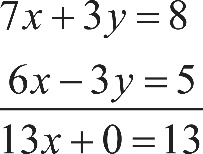 7x + 3y = 8
6x − 3y = 5
13x + 0 = 13